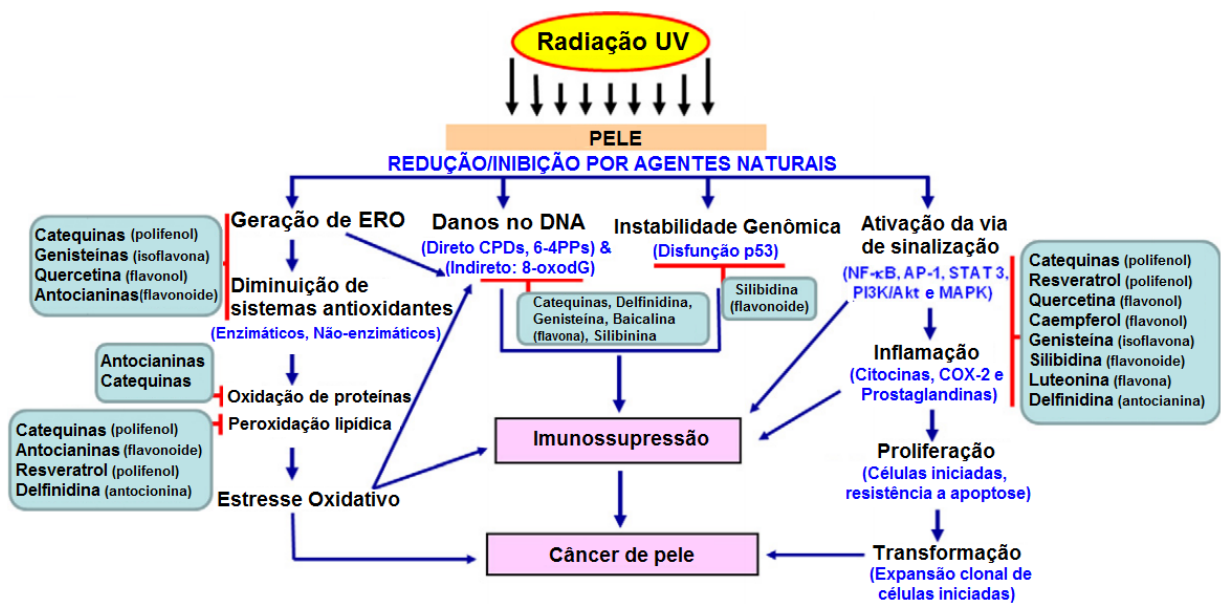 Radiação UV
PELE
REDUÇÃO/INIBIÇÃO POR AGENTES NATURAIS
Geração de ERO
Catequinas (polifenol)
Genisteínas (isoflavona)
Quercetina (flavonol)
Antocianinas(flavonoide)
Diminuição de
sistemas antioxidantes
(Enzimáticos, Não-enzimáticos)
Antocianinas
Catequinas
Oxidação de proteínas
Peroxidação lipídica
Catequinas (polifenol)
Antocianinas (flavonoide)
Resveratrol (polifenol)
Delfinidina (antocionina)
Estresse Oxidativo
Danos no DNA
(Direto CPDs, 6-4PPs) &
(Indireto: 8-oxodG)
Catequinas, Delfinidina,
Genisteína, Baicalina
(flavona), Silibinina
Instabilidade Genômica
(Disfunção p53)
Silibidina
(flavonoide)
Imunossupressão
Câncer de pele
Ativação da via
de sinalização
(NF-κB, AP-1, STAT 3,
PI3K/Akt e MAPK)
Catequinas (polifenol)
Resveratrol (polifenol)
Quercetina (flavonol)
Caempferol (flavonol)
Genisteína (isoflavona)
Silibidina (flavonoide)
Luteonina (flavona)
Delfinidina (antocianina)
Inflamação
(Citocinas, COX-2 e
Prostaglandinas)
Proliferação
(Células iniciadas,
resistência a apoptose)
Transformação
(Expansão clonal de
células iniciadas)